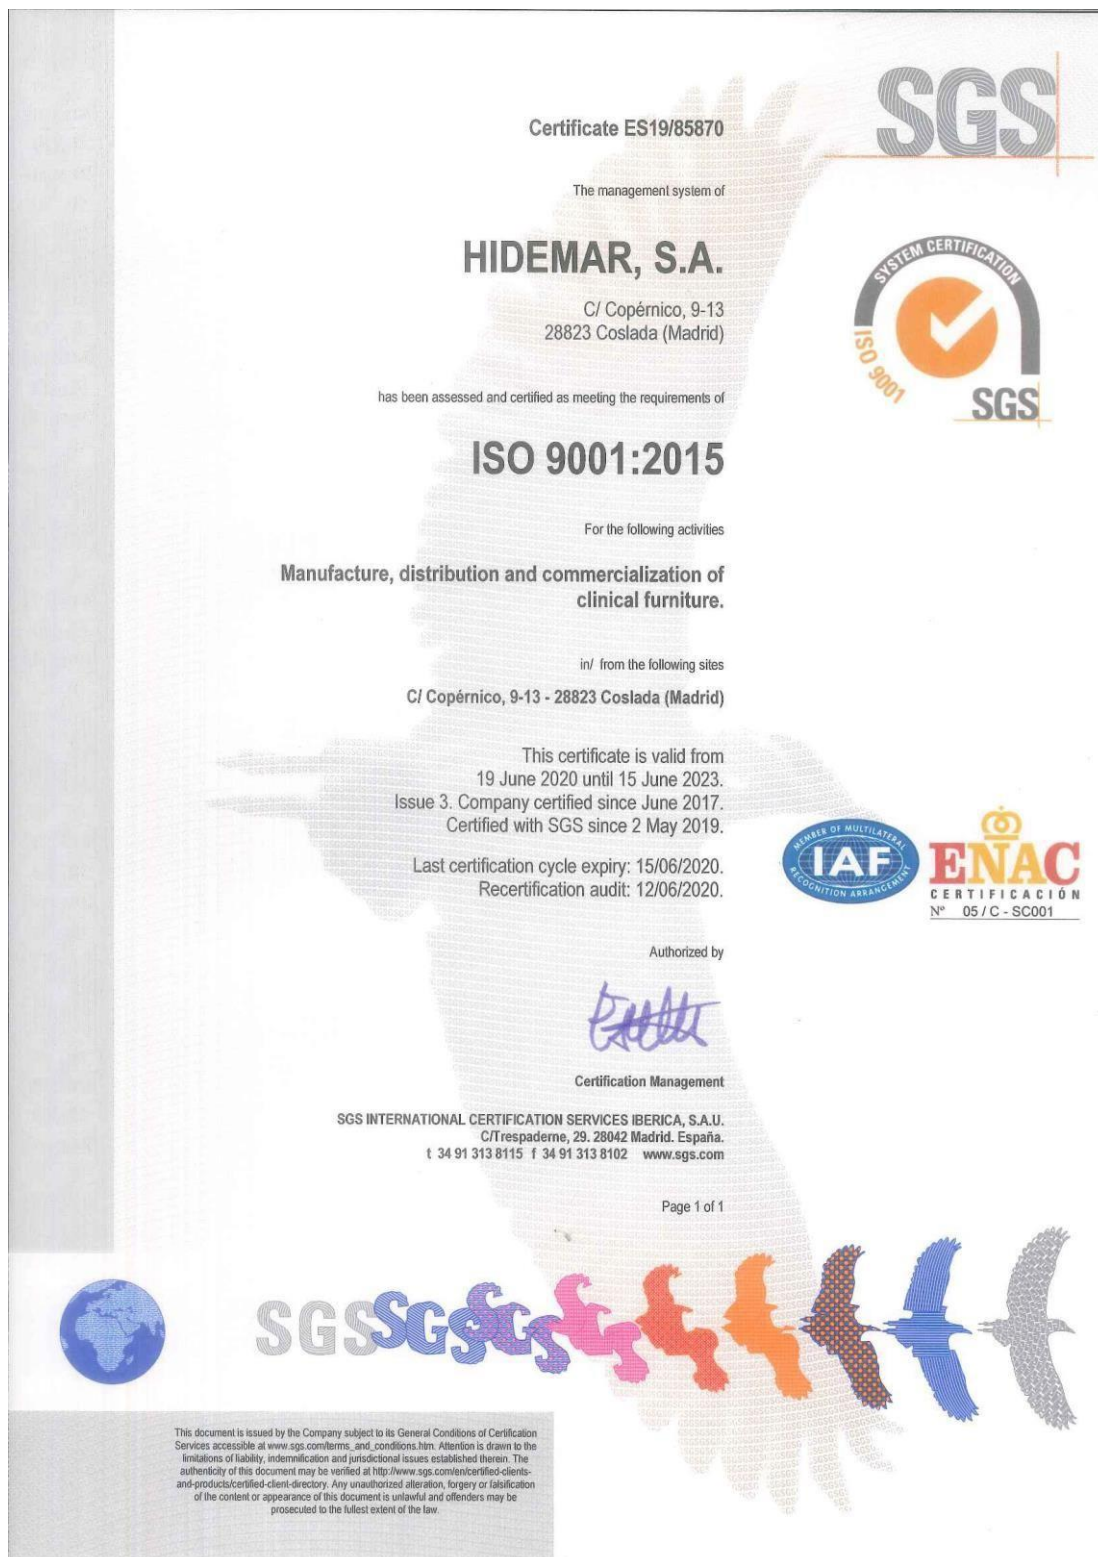 SGS
Certificate ES19/85870
The management system of
HIDEMAR, S.A.
C/ Copérnico, 9-13
28823 Coslada (Madrid)
SYSTEM CERTIFICATION
ISO 9001
SGS
has been assessed and certified as meeting the requirements of
ISO 9001:2015
For the following activities
Manufacture, distribution and commercialization of
clinical furniture.
in/ from the following sites
C/ Copérnico, 9-13 - 28823 Coslada (Madrid)
This certificate is valid from
19 June 2020 until 15 June 2023.
Issue 3. Company certified since June 2017.
Certified with SGS since 2 May 2019.
Last certification cycle expiry: 15/06/2020.
Recertification audit: 12/06/2020.
MEMBER OF MULTILATERAL
IAF
RECOGNITION ARRANGEMENT
ENAC
CERTIFICACIÓN
Nº 05 / C - SC001
Authorized by
Certification Management
SGS INTERNATIONAL CERTIFICATION SERVICES IBERICA, S.A.U.
C/Trespaderne, 29. 28042 Madrid. España.
t 34 91 313 8115 f 34 91 313 8102 www.sgs.com
Page 1 of 1
SGS SGS SGS
This document is issued by the Company subject to its General Conditions of Certification
Services accessible at www.sgs.com/terms_and_conditions.htm. Attention is drawn to the
limitations of liability, indemnification and jurisdictional issues established therein. The
authenticity of this document may be verified at http://www.sgs.com/en/certified-clients-
and-products/certified-client-directory. Any unauthorized alteration, forgery or falsification
of the content or appearance of this document is unlawful and offenders may be
prosecuted to the fullest extent of the law.